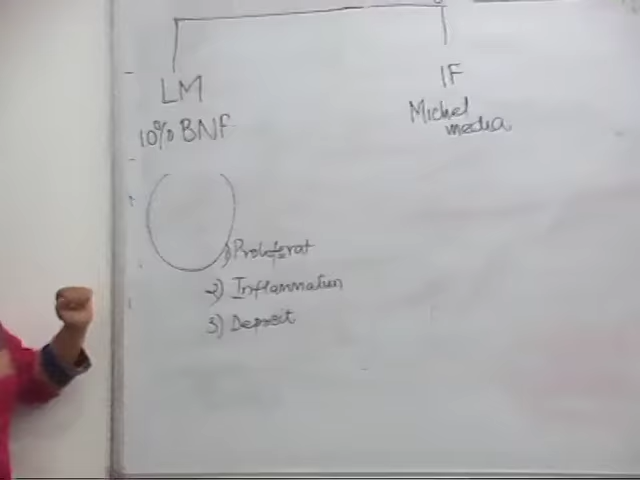 LM
IF
10% BNF
Michel
media
1) Proliferat
2) Inflammation
3) Deposit